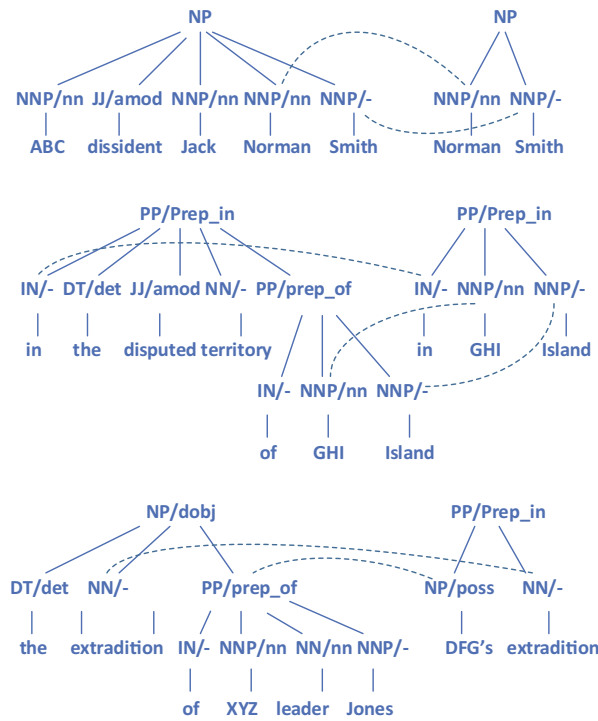 NP NP
NNP/nn JJ/amod NNP/nn NNP/nn NNP/- NNP/nn NNP/-
ABC dissident Jack Norman Smith Norman Smith
PP/Prep_in PP/Prep_in
IN/- DT/det JJ/amod NN/- PP/prep_of IN/- NNP/nn NNP/-
in the disputed territory in GHI Island
IN/- NNP/nn NNP/-
of GHI Island
NP/dobj PP/Prep_in
DT/det NN/- PP/prep_of NP/poss NN/-
the extradition IN/- NNP/nn NN/nn NNP/- DFG's extradition
of XYZ leader Jones